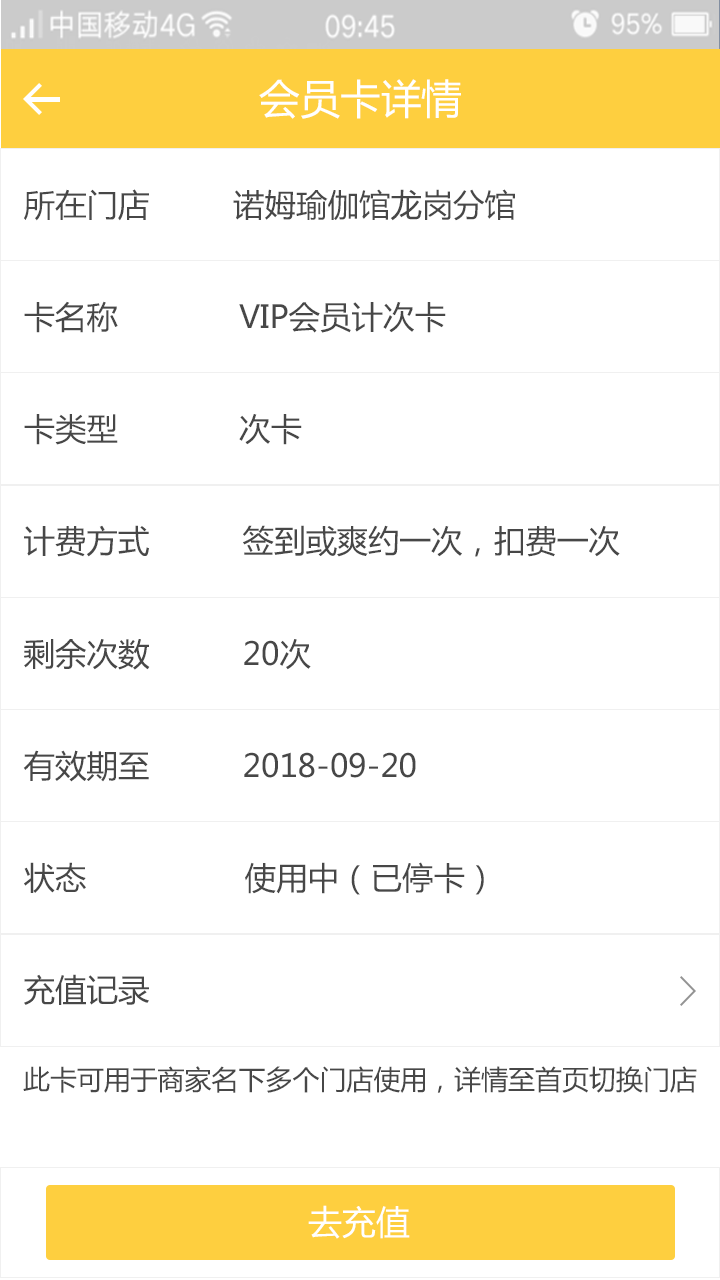 中国移动4G 09:45 95%
会员卡详情
所在门店 诺姆瑜伽馆龙岗分馆
卡名称 VIP会员计次卡
卡类型 次卡
计费方式 签到或爽约一次，扣费一次
剩余次数 20次
有效期至 2018-09-20
状态 使用中（已停卡）
充值记录
此卡可用于商家名下多个门店使用，详情至首页切换门店
去充值